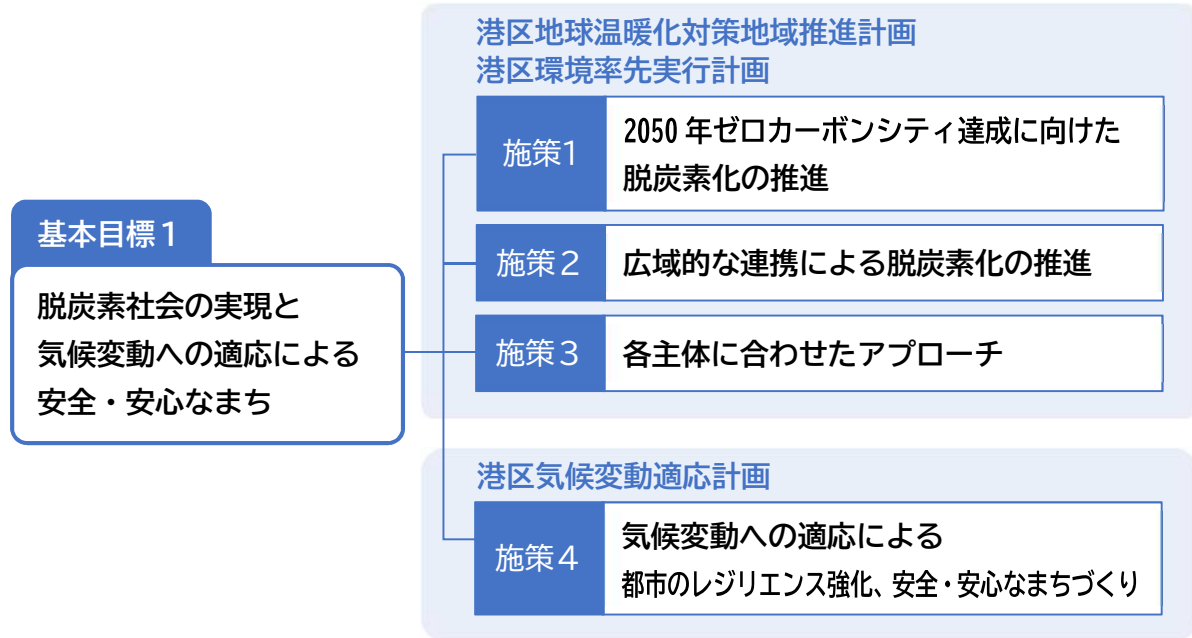 基本目標1
脱炭素社会の実現と
気候変動への適応による
安全・安心なまち
港区地球温暖化対策地域推進計画
港区環境率先実行計画
施策1
2050年ゼロカーボンシティ達成に向けた
脱炭素化の推進
施策2
広域的な連携による脱炭素化の推進
施策3
各主体に合わせたアプローチ
港区気候変動適応計画
施策4
気候変動への適応による
都市のレジリエンス強化、安全・安心なまちづくり